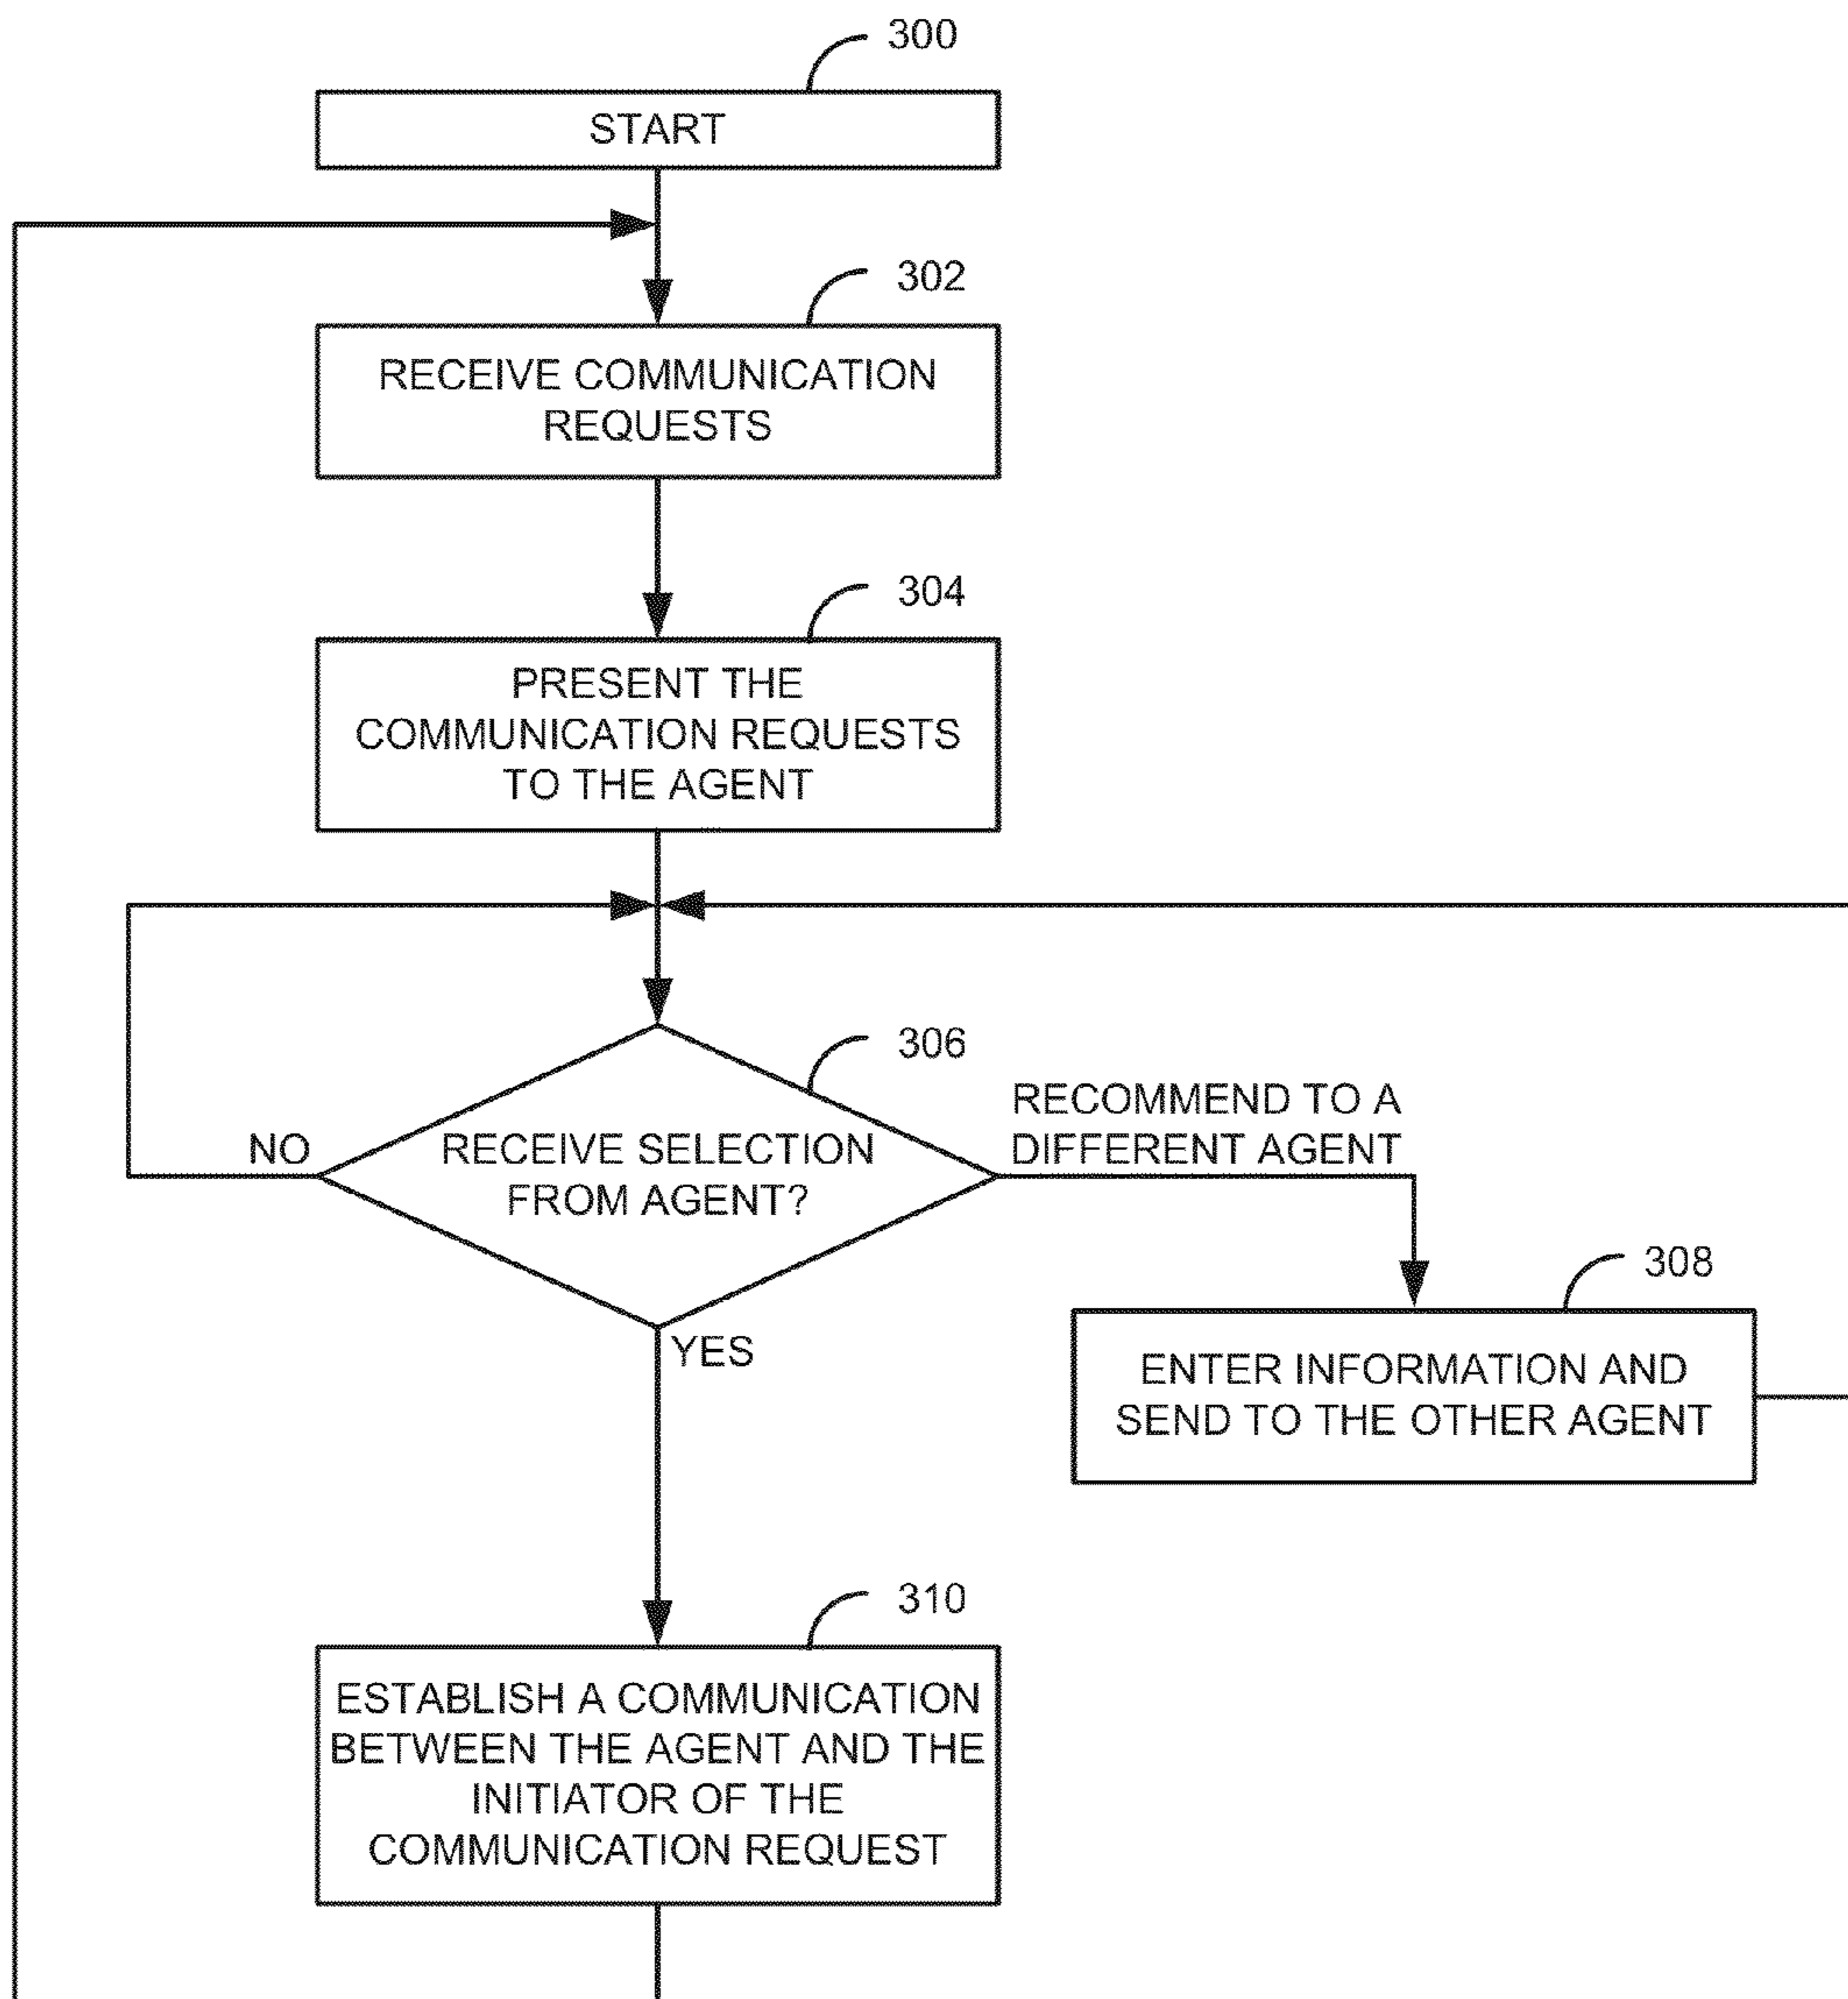 300
START
302
RECEIVE COMMUNICATION
REQUESTS
304
PRESENT THE
COMMUNICATION REQUESTS
TO THE AGENT
306
RECOMMEND TO A
DIFFERENT AGENT
NO
RECEIVE SELECTION
FROM AGENT?
308
YES
ENTER INFORMATION AND
SEND TO THE OTHER AGENT
310
ESTABLISH A COMMUNICATION
BETWEEN THE AGENT AND THE
INITIATOR OF THE
COMMUNICATION REQUEST